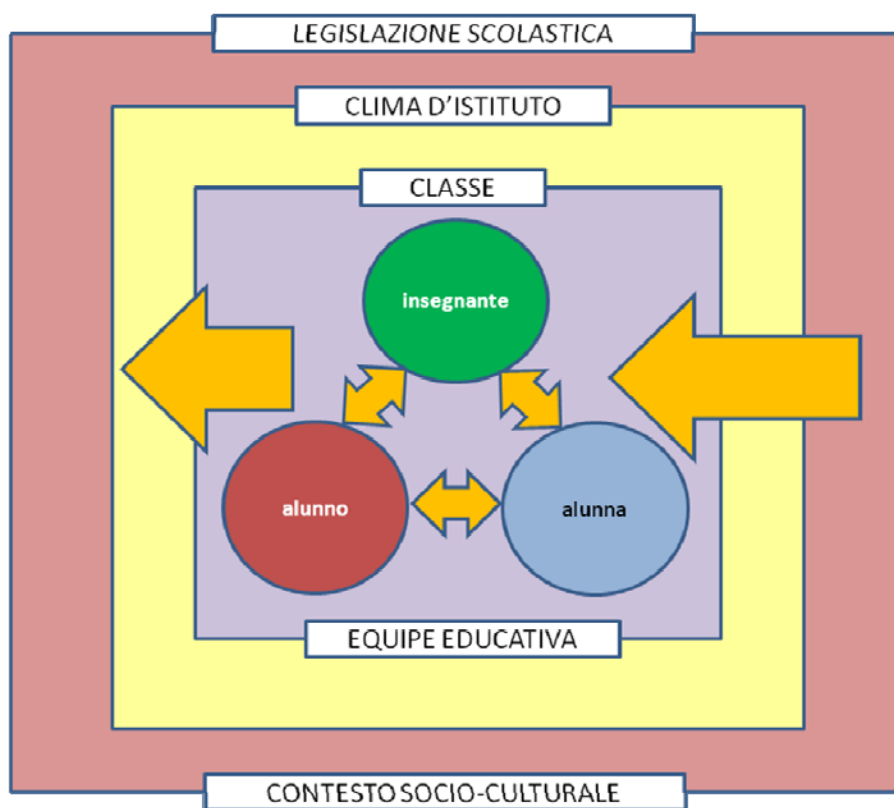 LEGISLAZIONE SCOLASTICA
CLIMA D'ISTITUTO
CLASSE
insegnante
alunno
alunna
EQUIPE EDUCATIVA
CONTESTO SOCIO-CULTURALE